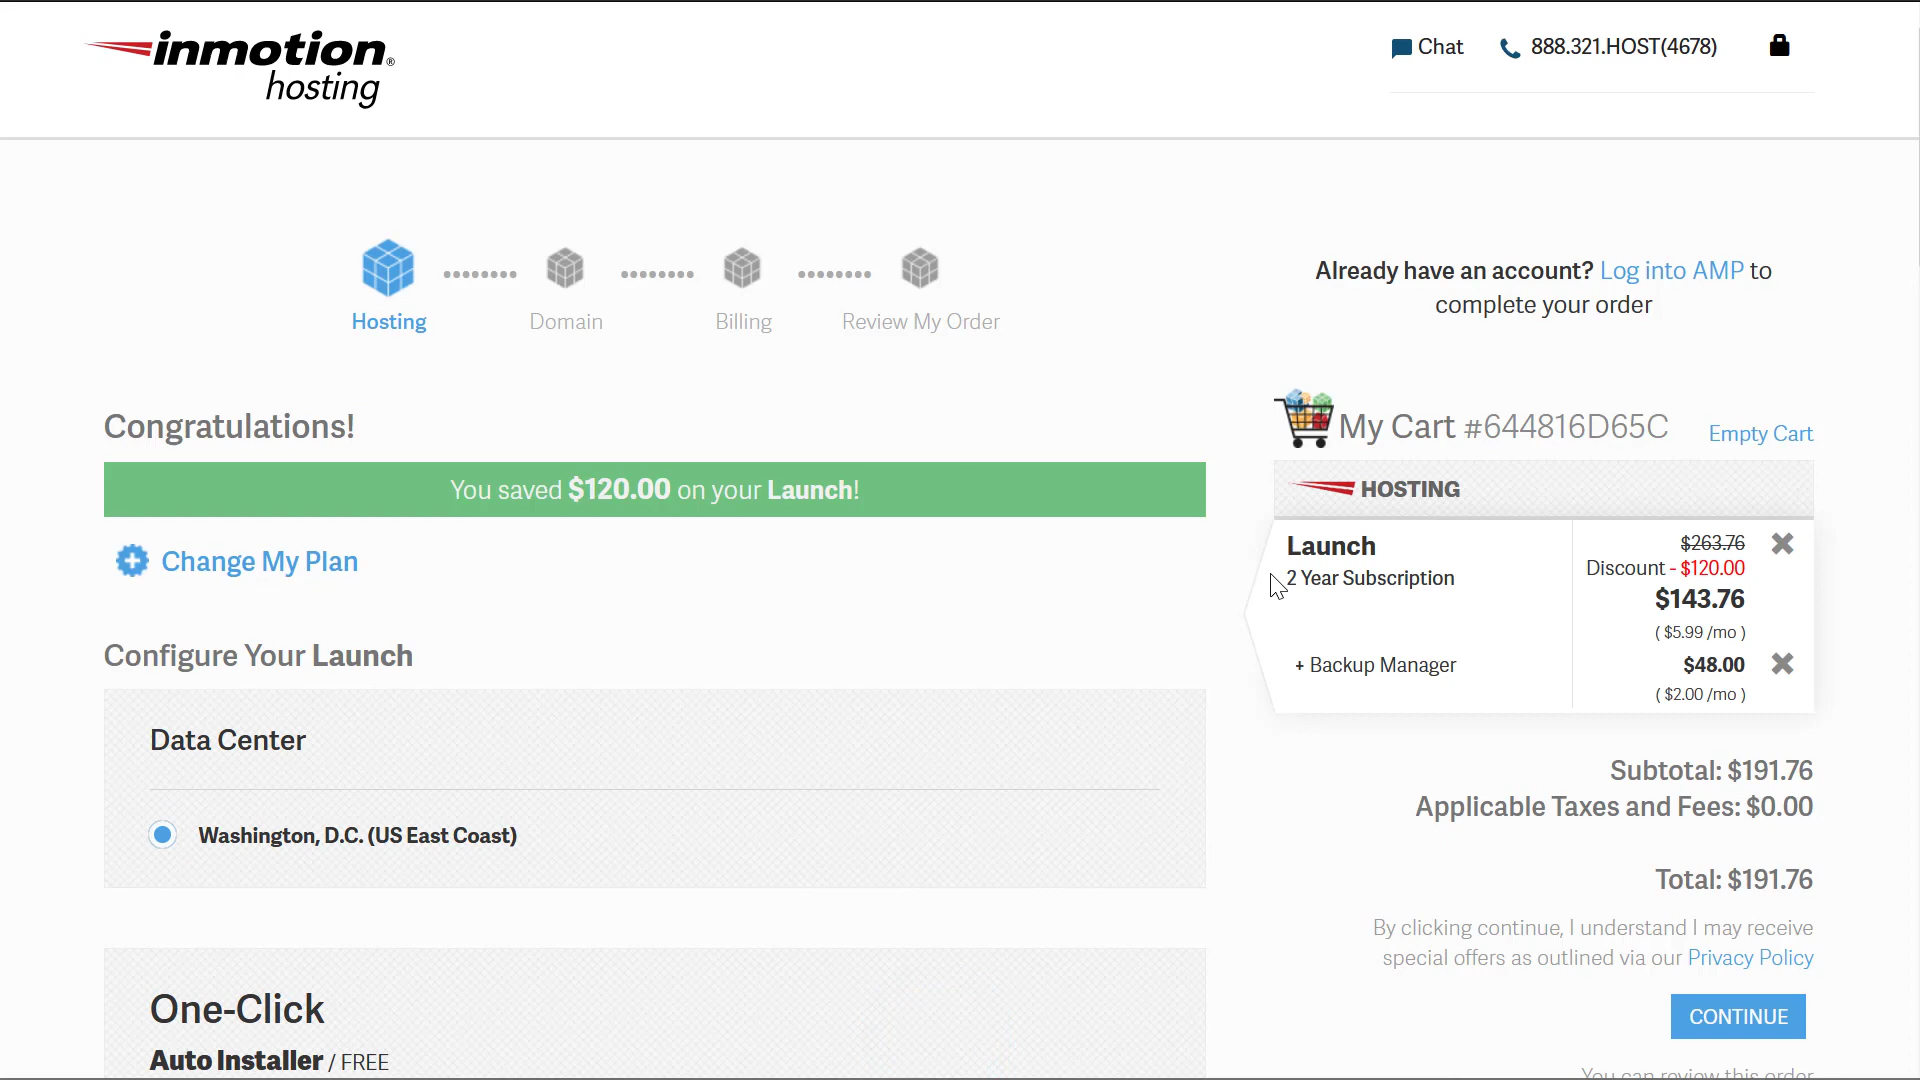 inmotion®
hosting
Chat
888.321.HOST(4678)
Hosting
Domain
Billing
Review My Order
Already have an account? Log into AMP to
complete your order
Congratulations!
You saved $120.00 on your Launch!
Change My Plan
Configure Your Launch
Data Center
Washington, D.C. (US East Coast)
One-Click
Auto Installer / FREE
My Cart #644816D65C
Empty Cart
HOSTING
Launch
$263.76
2 Year Subscription
Discount - $120.00
$143.76
( $5.99 /mo )
+ Backup Manager
$48.00
( $2.00 /mo )
Subtotal: $191.76
Applicable Taxes and Fees: $0.00
Total: $191.76
By clicking continue, I understand I may receive
special offers as outlined via our Privacy Policy
CONTINUE
You can review this order